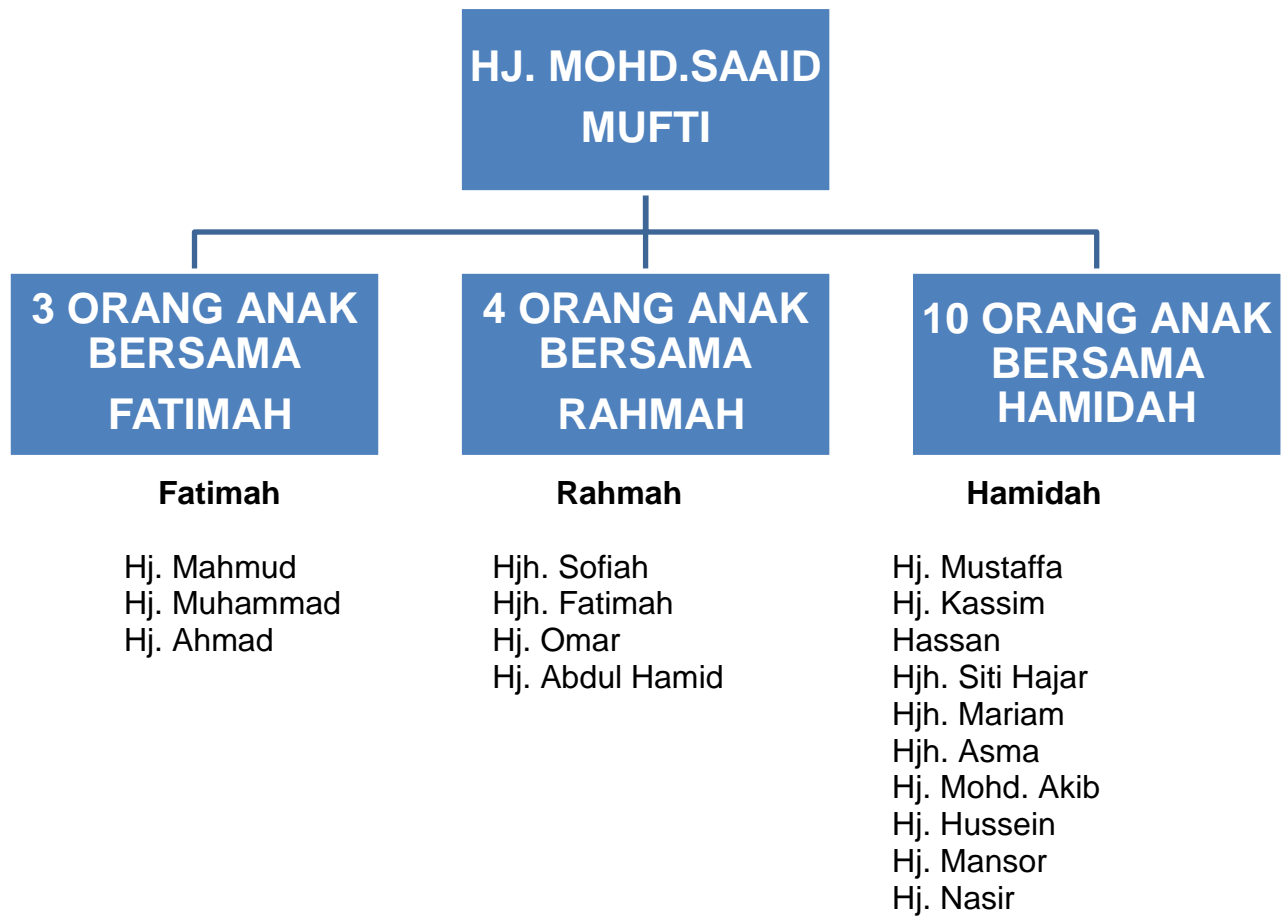 HJ. MOHD.SAAID
MUFTI
3 ORANG ANAK
BERSAMA
FATIMAH
4 ORANG ANAK
BERSAMA
RAHMAH
10 ORANG ANAK
BERSAMA
HAMIDAH
Fatimah
Hj. Mahmud
Hj. Muhammad
Hj. Ahmad
Rahmah
Hjh. Sofiah
Hjh. Fatimah
Hj. Omar
Hj. Abdul Hamid
Hamidah
Hj. Mustaffa
Hj. Kassim
Hassan
Hjh. Siti Hajar
Hjh. Mariam
Hjh. Asma
Hj. Mohd. Akib
Hj. Hussein
Hj. Mansor
Hj. Nasir